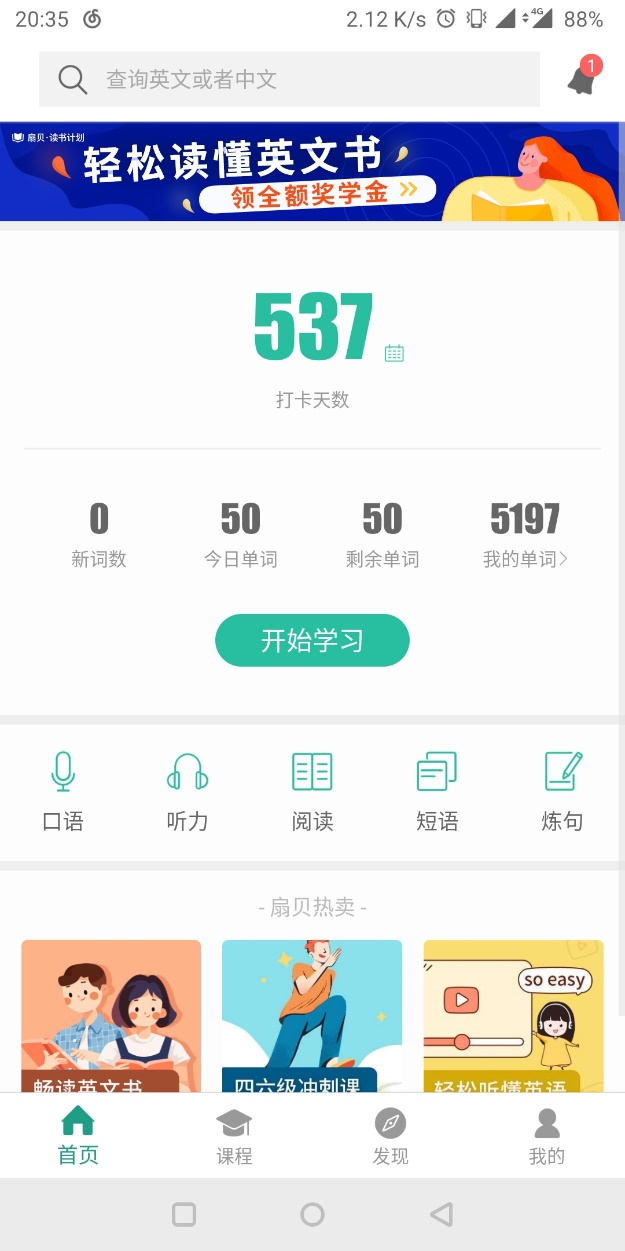 20:35
2.12 K/s
4G
88%
查询英文或者中文
1
扇贝·读书计划
轻松读懂英文书
领全额奖学金
537
打卡天数
0 50 50 5197
新词数 今日单词 剩余单词 我的单词
开始学习
口语 听力 阅读 短语 炼句
- 扇贝热卖 -
so easy
畅读英文书 四六级冲刺课 轻松听懂英语
首页 课程 发现 我的